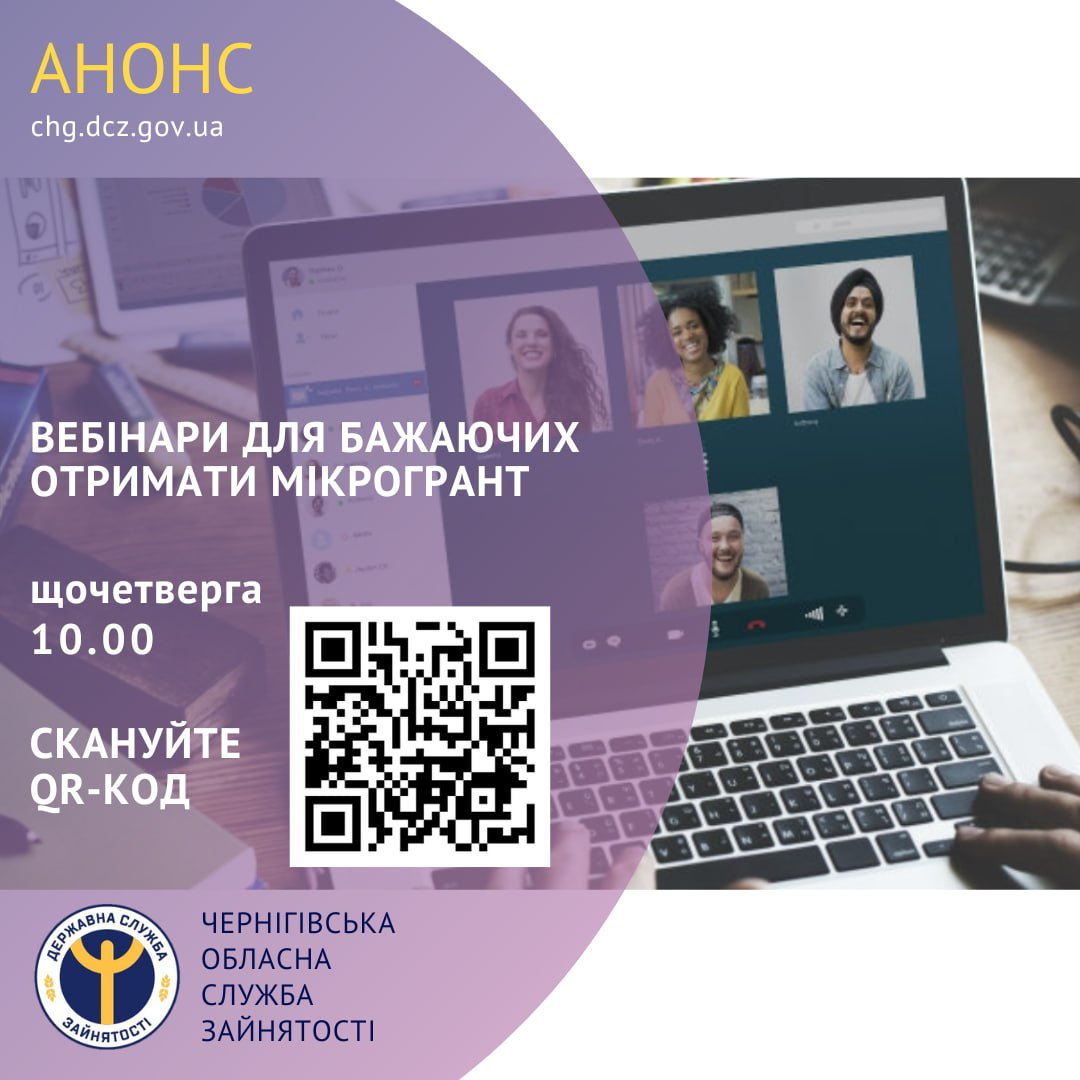 АНОНС
chg.dcz.gov.ua
ВЕБІНАРИ ДЛЯ БАЖАЮЧИХ
ОТРИМАТИ МІКРОГРАНТ
щочетверга
10.00
СКАНУЙТЕ
QR-КОД
ДЕРЖАВНА СЛУЖБА
ЗАЙНЯТОСТІ
ЧЕРНІГІВСЬКА
ОБЛАСНА
СЛУЖБА
ЗАЙНЯТОСТІ